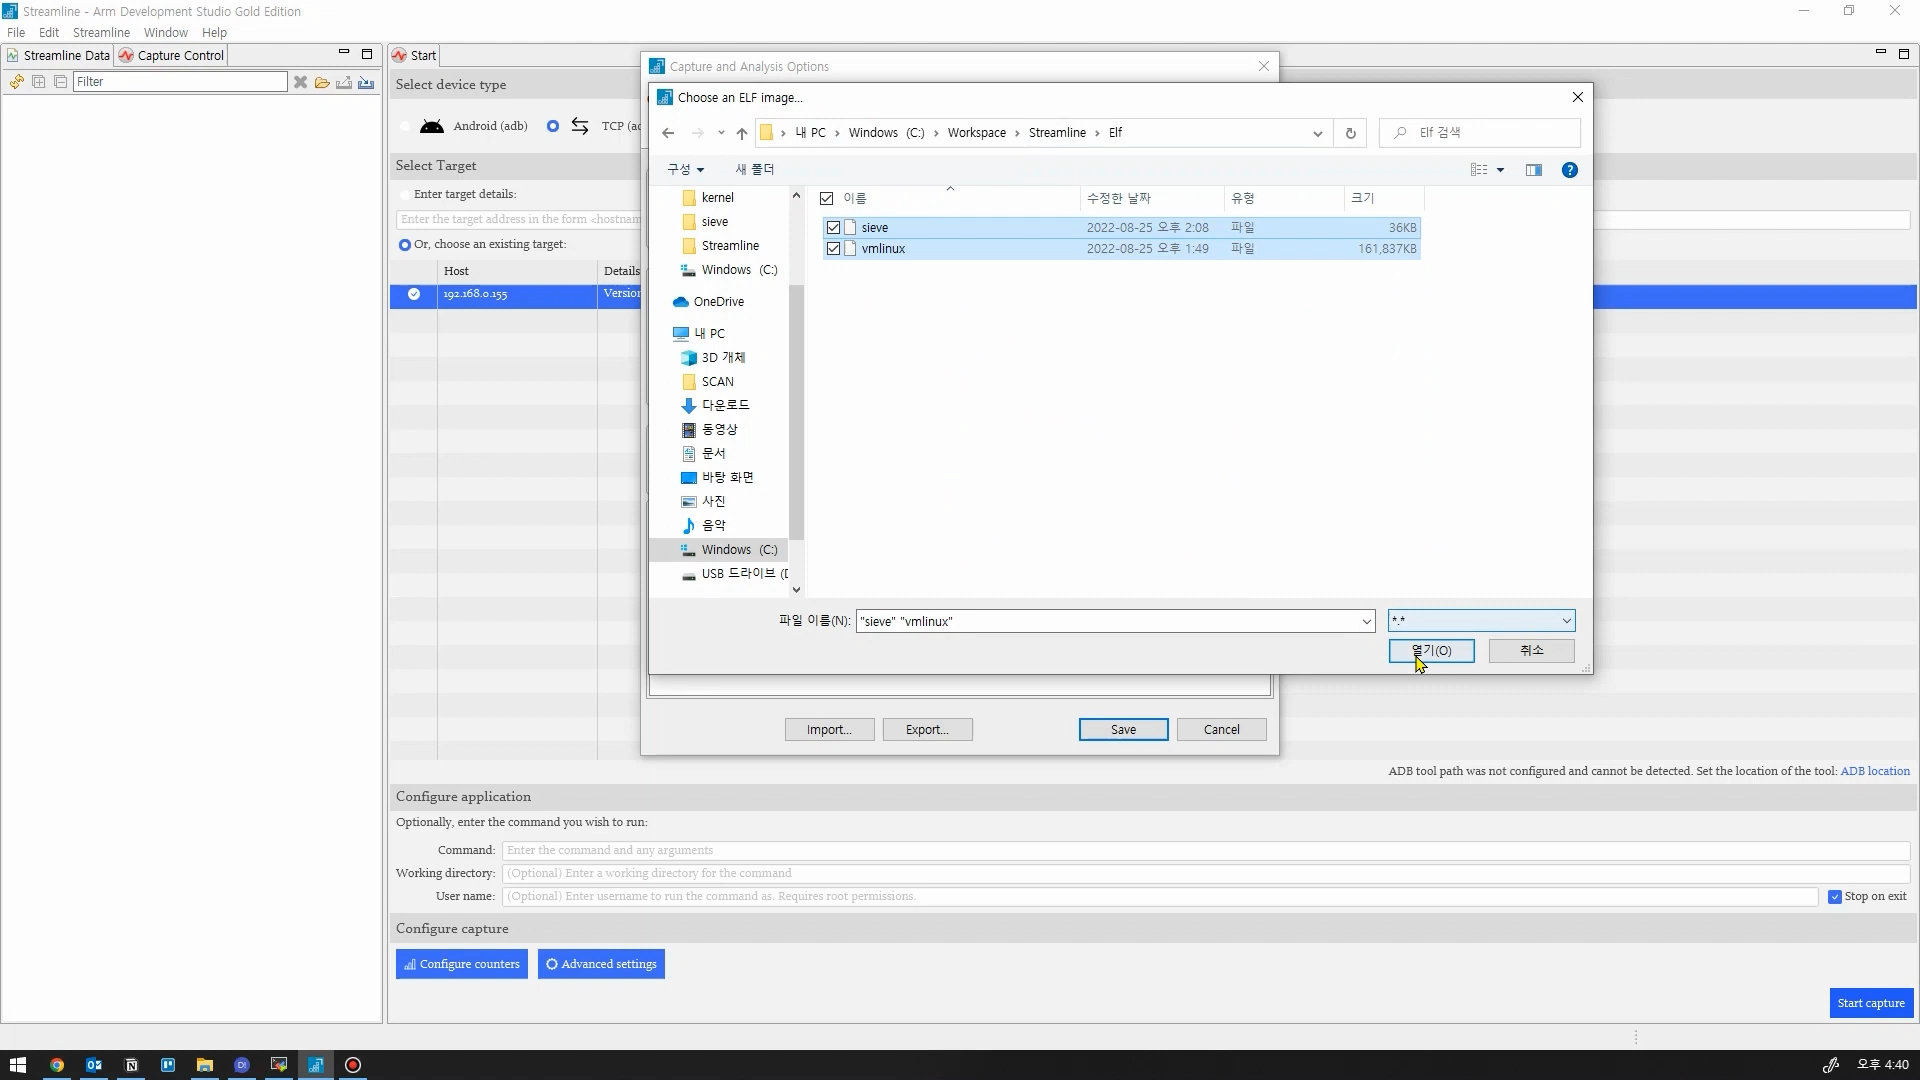 Streamline - Arm Development Studio Gold Edition
File Edit Streamline Window Help
Streamline Data Capture Control
Filter
Start
Select device type
Android (adb) TCP (a
Select Target
Enter target details:
Enter the target address in the form <hostnam
Or, choose an existing target:
Host Details
192.168.0.155 Version
Capture and Analysis Options
Choose an ELF image...
내 PC › Windows (C:) › Workspace › Streamline › Elf
Elf 검색
구성 새 폴더
kernel
sieve
Streamline
Windows (C:)
OneDrive
내 PC
3D 개체
SCAN
다운로드
동영상
문서
바탕 화면
사진
음악
Windows (C:)
USB 드라이브 (D
이름 수정한 날짜 유형 크기
sieve 2022-08-25 오후 2:08 파일 36KB
vmlinux 2022-08-25 오후 1:49 파일 161,837KB
파일 이름(N): "sieve" "vmlinux" *.*
열기(O) 취소
Import... Export... Save Cancel
ADB tool path was not configured and cannot be detected. Set the location of the tool: ADB location
Configure application
Optionally, enter the command you wish to run:
Command: Enter the command and any arguments
Working directory: (Optional) Enter a working directory for the command
User name: (Optional) Enter username to run the command as. Requires root permissions. Stop on exit
Configure capture
Configure counters Advanced settings
Start capture
오후 4:40